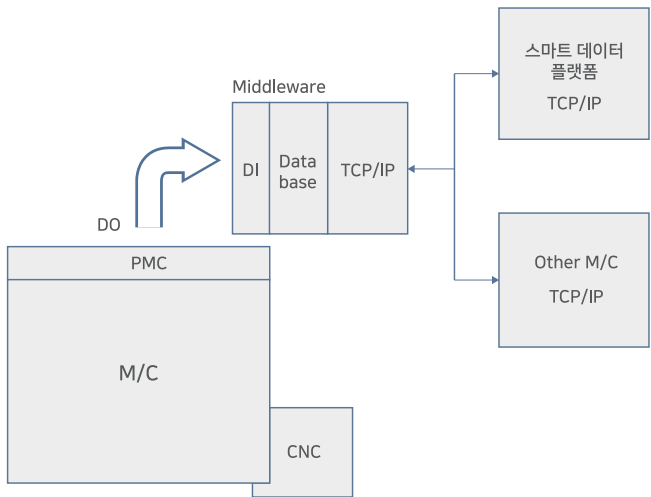 스마트 데이터
플랫폼
TCP/IP
Middleware
DI
Data
base
TCP/IP
DO
PMC
Other M/C
TCP/IP
M/C
CNC